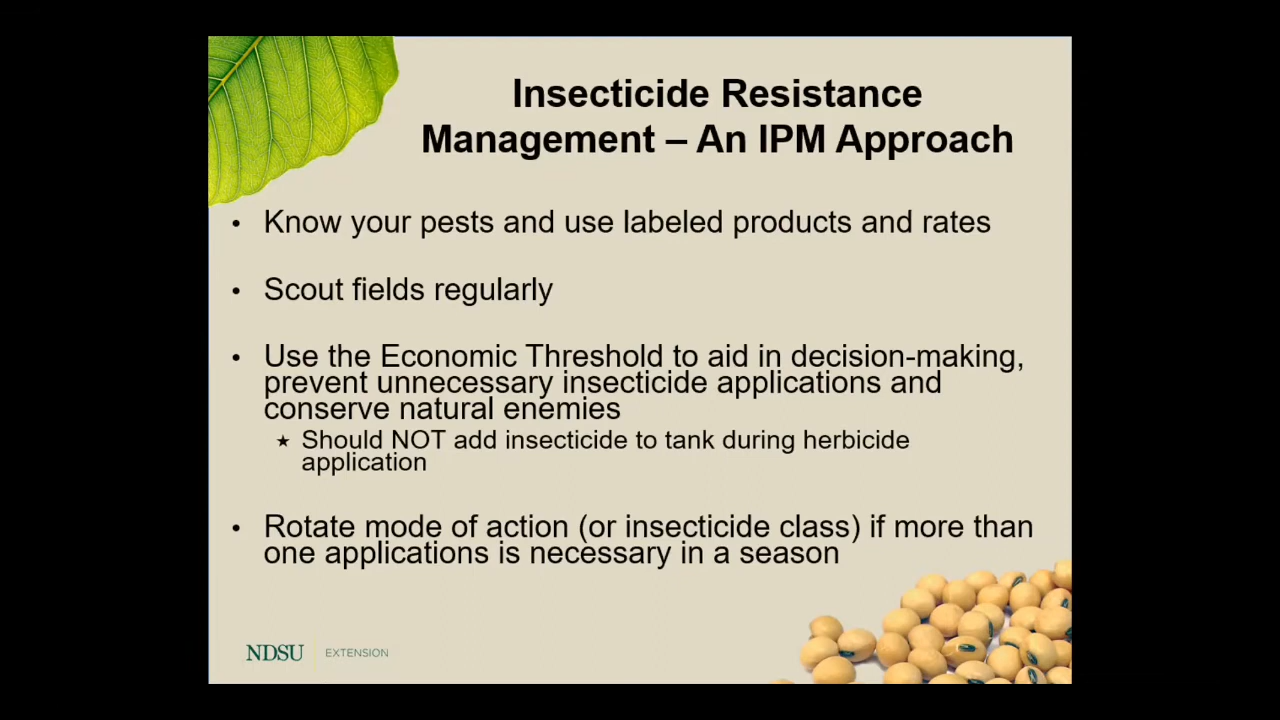 Insecticide Resistance
Management – An IPM Approach
• Know your pests and use labeled products and rates
• Scout fields regularly
• Use the Economic Threshold to aid in decision-making,
prevent unnecessary insecticide applications and
conserve natural enemies
★ Should NOT add insecticide to tank during herbicide
application
• Rotate mode of action (or insecticide class) if more than
one applications is necessary in a season
NDSU EXTENSION